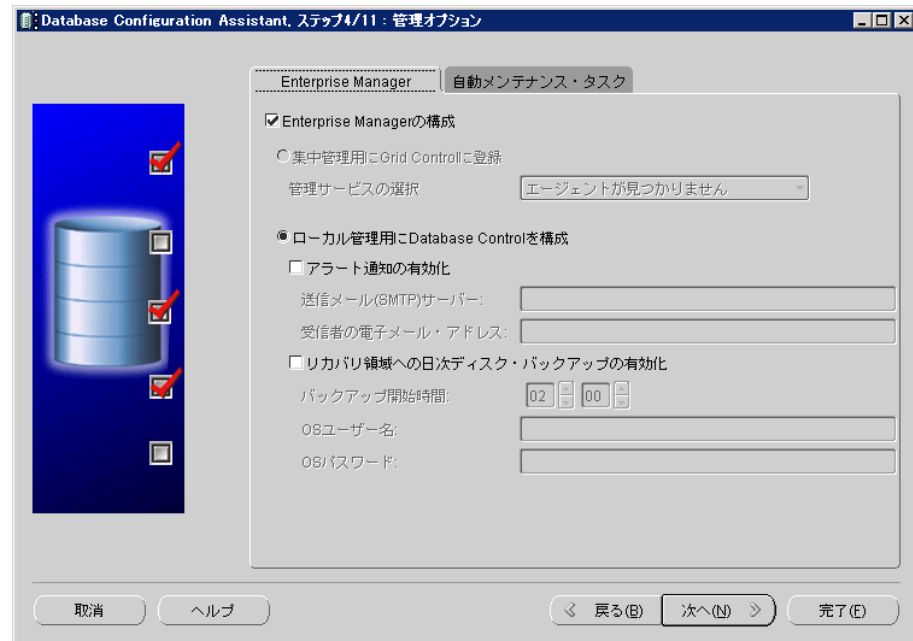 Database Configuration Assistant, ステップ4/11 : 管理オプション
Enterprise Manager 自動メンテナンス・タスク
Enterprise Managerの構成
集中管理用にGrid Controlに登録
管理サービスの選択 エージェントが見つかりません
ローカル管理用にDatabase Controlを構成
アラート通知の有効化
送信メール(SMTP)サーバー:
受信者の電子メール・アドレス:
リカバリ領域への日次ディスク・バックアップの有効化
バックアップ開始時間: 02 00
OSユーザー名:
OSパスワード:
取消 ヘルプ 戻る(B) 次へ(N) 完了(F)